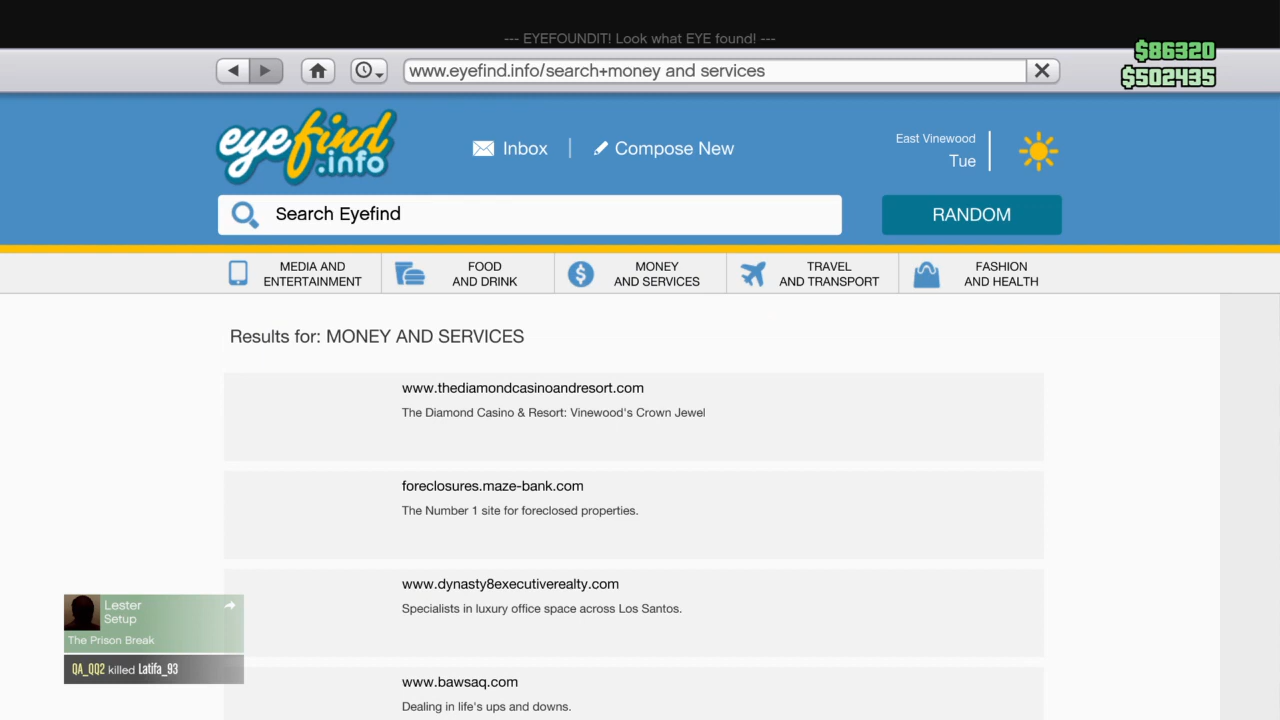 --- EYEFOUNDIT! Look what EYE found! ---
$86320
www.eyefind.info/search+money and services
$502435
eyefind
.info
Inbox
Compose New
East Vinewood
Tue
Search Eyefind
RANDOM
MEDIA AND
ENTERTAINMENT
FOOD
AND DRINK
MONEY
AND SERVICES
TRAVEL
AND TRANSPORT
FASHION
AND HEALTH
Results for: MONEY AND SERVICES
www.thediamondcasinoandresort.com
The Diamond Casino & Resort: Vinewood's Crown Jewel
foreclosures.maze-bank.com
The Number 1 site for foreclosed properties.
www.dynasty8executiverealty.com
Specialists in luxury office space across Los Santos.
Lester
Setup
The Prison Break
QA_QQ2 killed Latifa_93
www.bawsaq.com
Dealing in life's ups and downs.